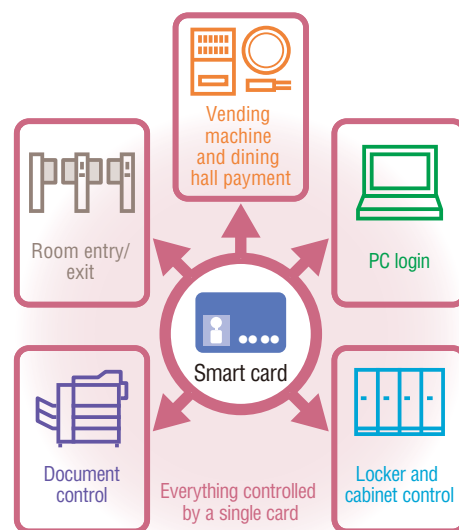 Vending
machine
and dining
hall payment
Room entry/
exit
PC login
Smart card
Document
control
Everything controlled
by a single card
Locker and
cabinet control